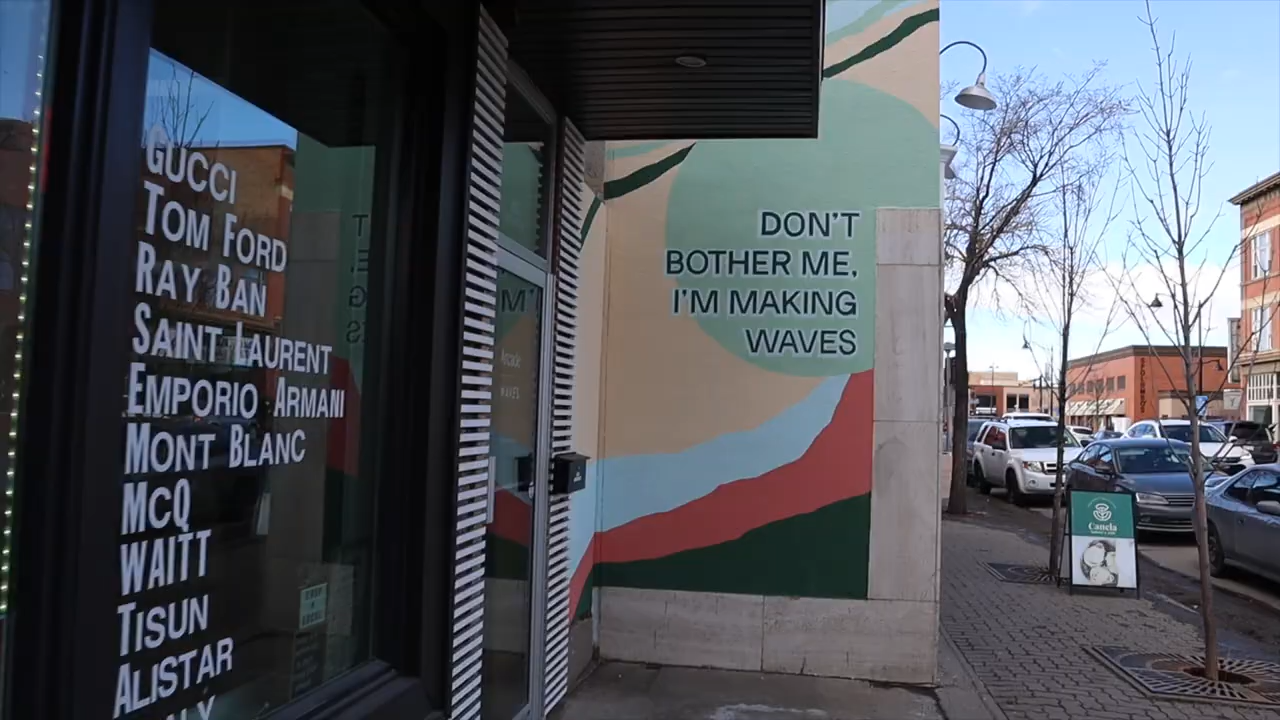 GUCCI
TOM FORD
RAY BAN
SAINT LAURENT
EMPORIO ARMANI
MONT BLANC
MCQ
WAITT
TISUN
ALISTAR
DON'T
BOTHER ME,
I'M MAKING
WAVES
Arcade
Canela